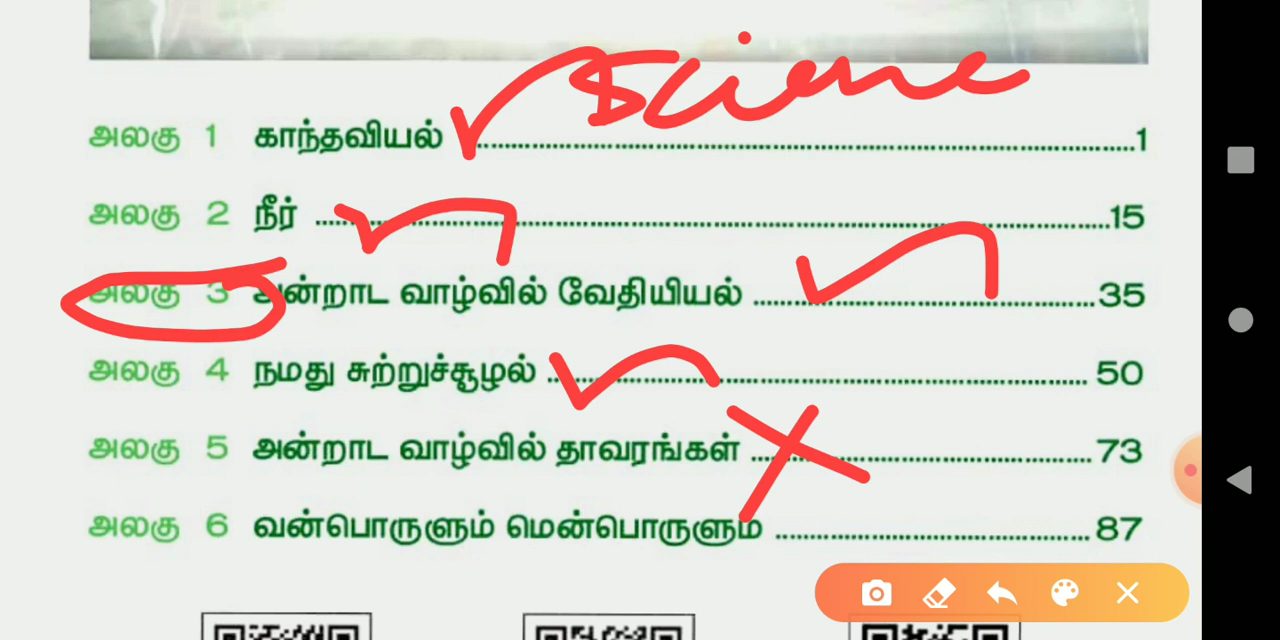 science
அலகு 1 காந்தவியல் 1
அலகு 2 நீர் 15
அலகு 3 அன்றாட வாழ்வில் வேதியியல் 35
அலகு 4 நமது சுற்றுச்சூழல் 50
அலகு 5 அன்றாட வாழ்வில் தாவரங்கள் 73
அலகு 6 வன்பொருளும் மென்பொருளும் 87